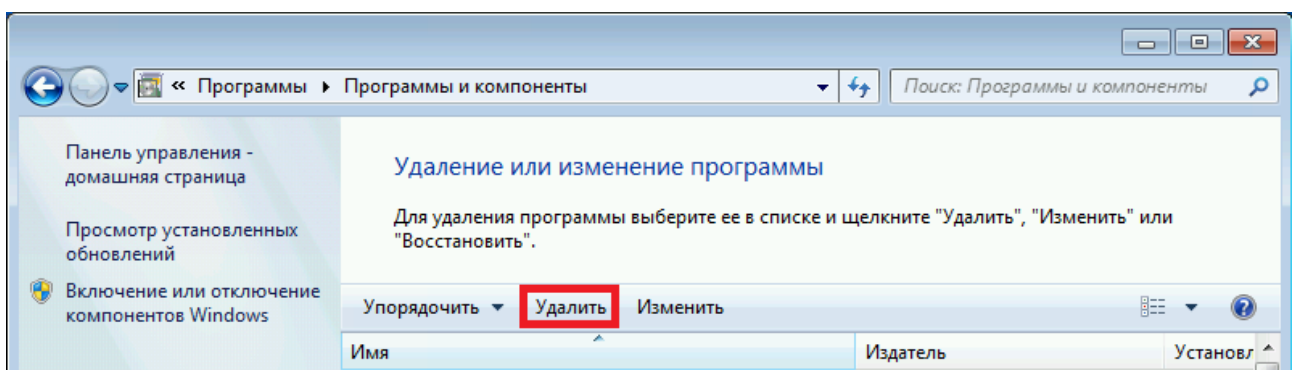 « Программы ▸ Программы и компоненты
Поиск: Программы и компоненты
Панель управления -
домашняя страница
Просмотр установленных
обновлений
Включение или отключение
компонентов Windows
Удаление или изменение программы
Для удаления программы выберите ее в списке и щелкните "Удалить", "Изменить" или
"Восстановить".
Упорядочить Удалить Изменить
Имя Издатель Установл